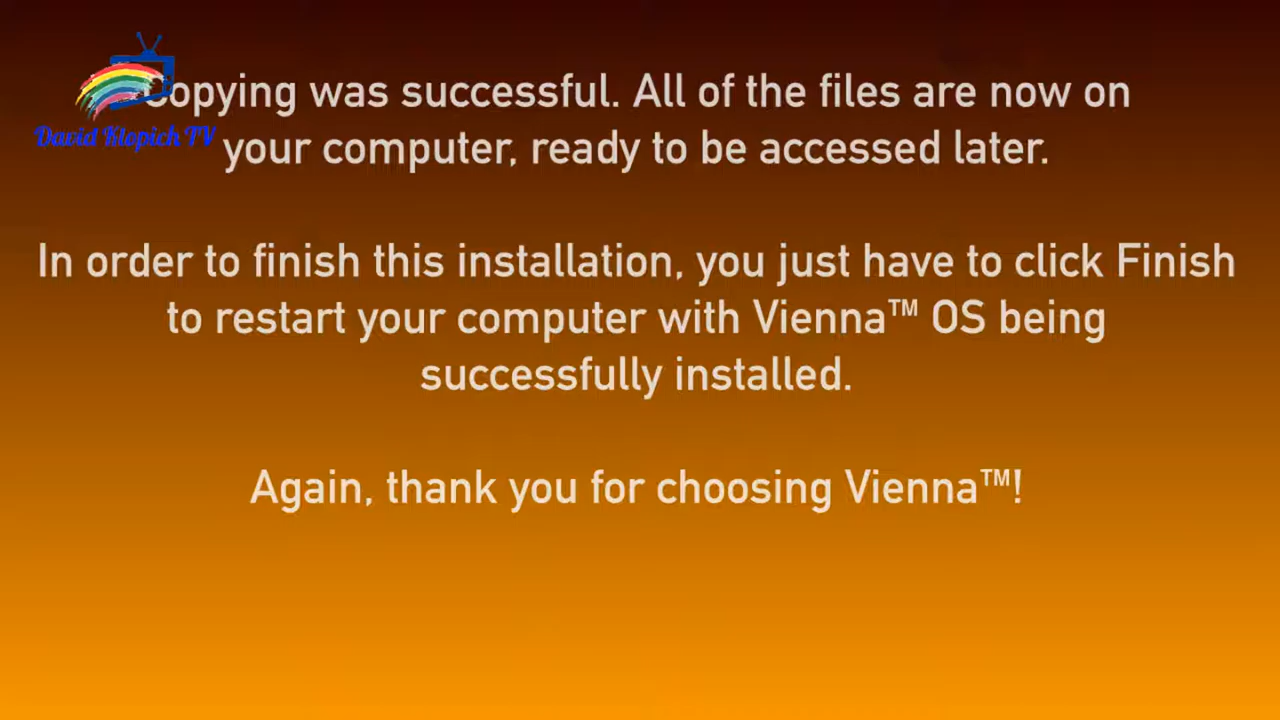 Copying was successful. All of the files are now on
David Klopich TV
your computer, ready to be accessed later.
In order to finish this installation, you just have to click Finish
to restart your computer with Vienna™ OS being
successfully installed.
Again, thank you for choosing Vienna™!